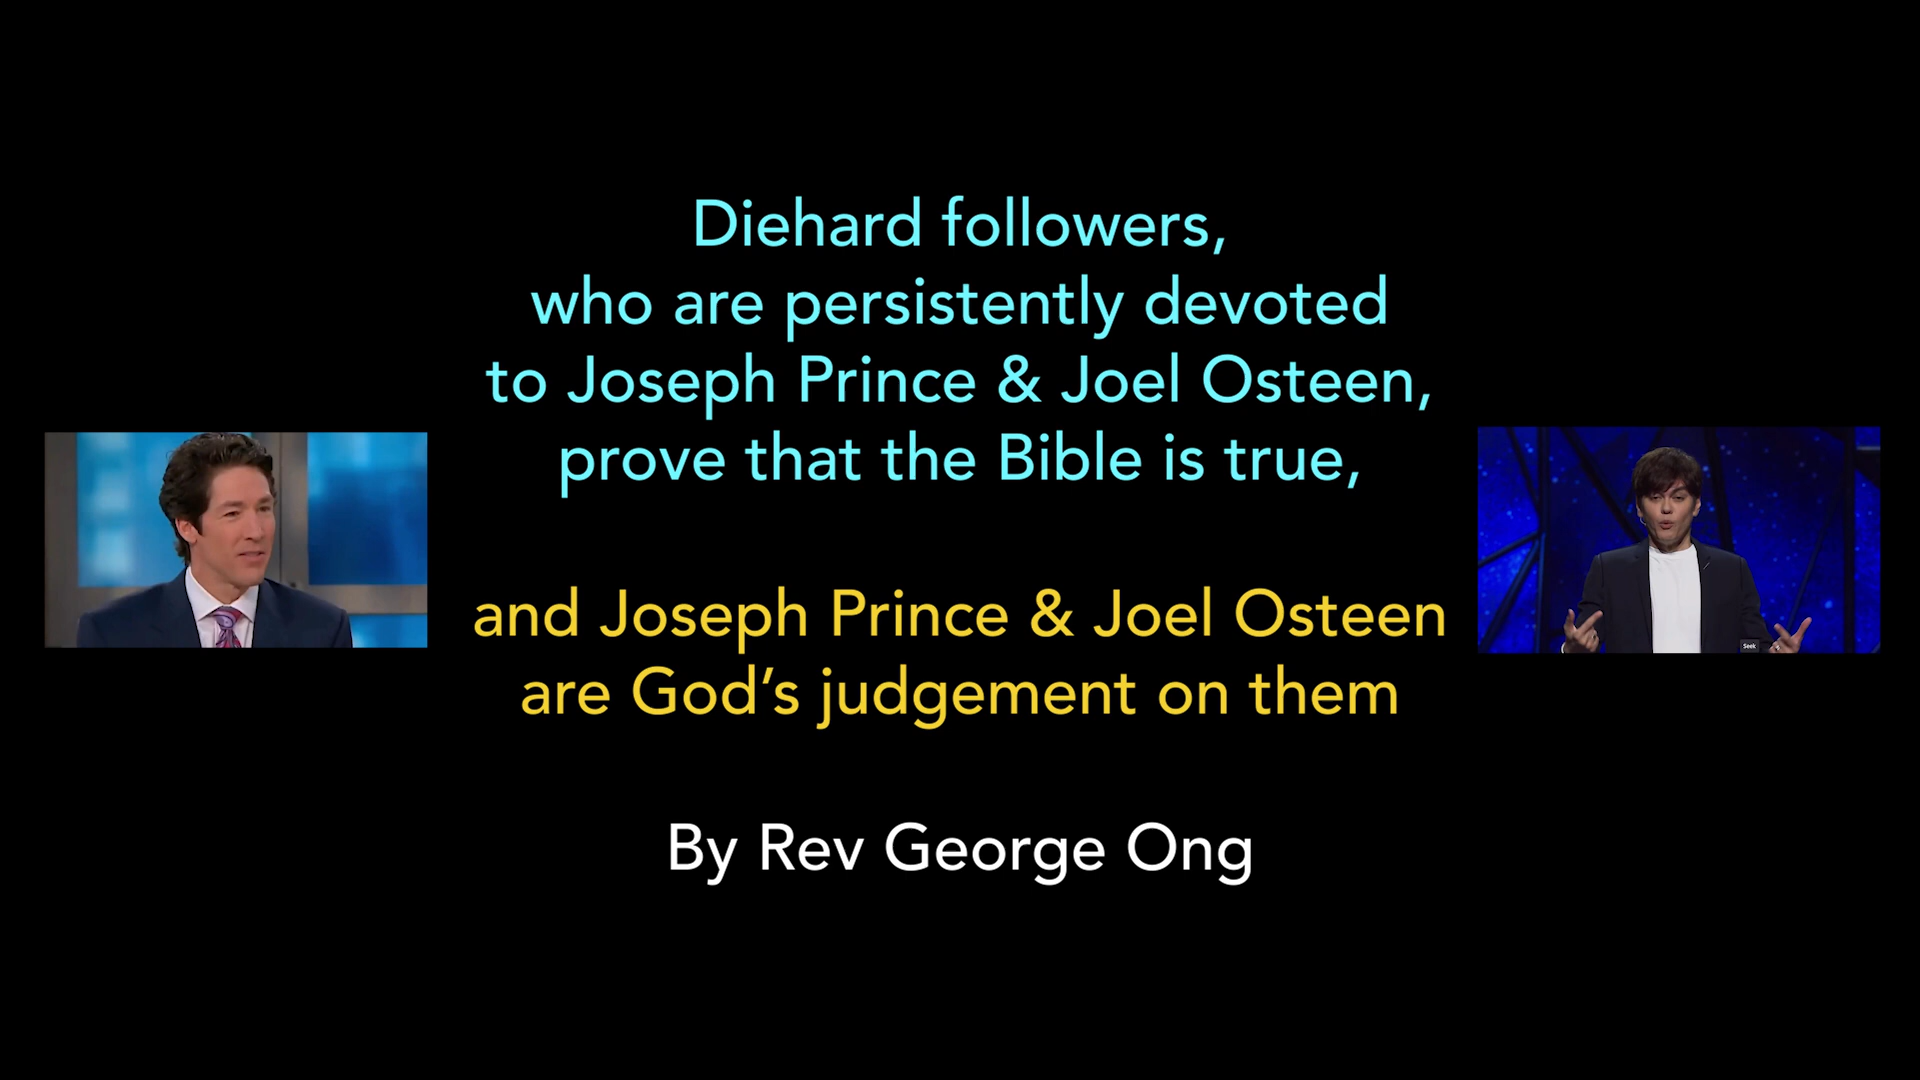 Diehard followers,
who are persistently devoted
to Joseph Prince & Joel Osteen,
prove that the Bible is true,
and Joseph Prince & Joel Osteen
are God’s judgement on them
By Rev George Ong
Seek